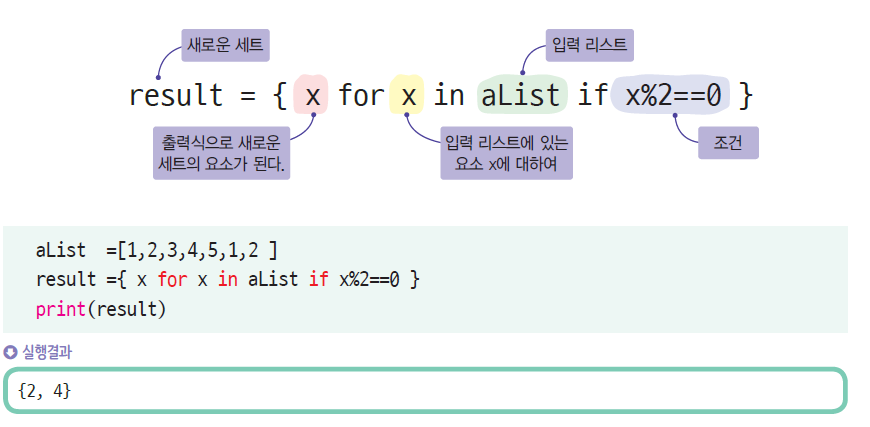 새로운 세트
입력 리스트
result = { x for x in aList if x%2==0 }
출력식으로 새로운
세트의 요소가 된다.
입력 리스트에 있는
요소 x에 대하여
조건
aList =[1,2,3,4,5,1,2 ]
result ={ x for x in aList if x%2==0 }
print(result)
실행결과
{2, 4}